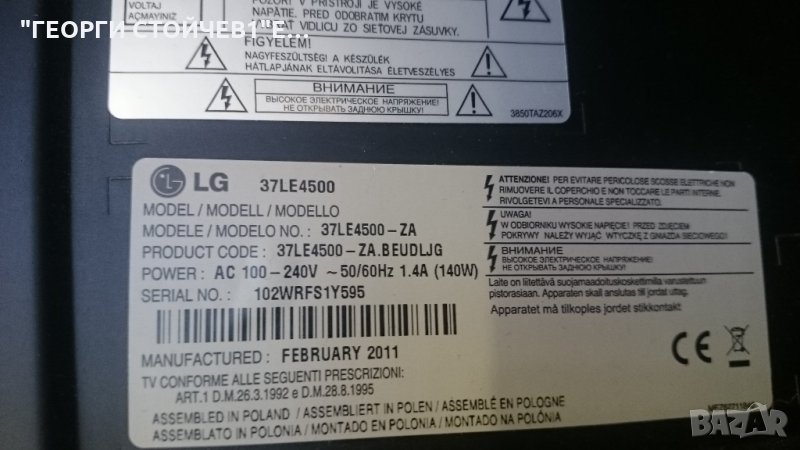 "ГЕОРГИ СТОЙЧЕВ1"Е...
VOLTAJ
AÇMAYINIZ
POZOR! V PRÍSTROJI JE VYSOKÉ
NAPÄTIE. PRED ODOBRATIM KRYTU
VIDLICU ZO SIEŤOVEJ ZÁSUVKY.
FIGYELEM!
NAGYFESZÜLTSÉG! A KÉSZÜLÉK
HÁTLAPJÁNAK ELTÁVOLÍTÁSA ÉLETVESZÉLYES
ВНИМАНИЕ
ВЫСОКОЕ ЭЛЕКТРИЧЕСКОЕ НАПРЯЖЕНИЕ!
НЕ ОТКРЫВАТЬ ЗАДНЮЮ КРЫШКУ!
3850TAZ206X
LG 37LE4500
MODEL / MODELL / MODELLO
MODELE / MODELO NO. : 37LE4500-ZA
PRODUCT CODE : 37LE4500-ZA.BEUDLJG
POWER : AC 100-240V ~50/60Hz 1.4A (140W)
SERIAL NO. : 102WRFS1Y595
MANUFACTURED : FEBRUARY 2011
TV CONFORME ALLE SEGUENTI PRESCRIZIONI:
ART.1 D.M.26.3.1992 e D.M.28.8.1995
ASSEMBLED IN POLAND / ASSEMBLIERT IN POLEN / ASSEMBLÉ EN POLOGNE
ASSEMBLATO IN POLONIA / MONTADO EN POLONIA / MONTADO NA POLÓNIA
ATTENZIONE! PER EVITARE PERICOLOSE SCOSSE ELETTRICHE NON
RIMUOVERE IL COPERCHIO E NON TOCCARE LE PARTI INTERNE.
RIVOLGETEVI A PERSONALE SPECIALIZZATO.
UWAGA!
W ODBIORNIKU WYSOKIE NAPIĘCIE! PRZED ZDJĘCIEM
POKRYWY NALEŻY WYJĄĆ WTYCZKĘ Z GNIAZDA SIECIOWEGO!
ВНИМАНИЕ
ВЫСОКОЕ ЭЛЕКТРИЧЕСКОЕ НАПРЯЖЕНИЕ!
НЕ ОТКРЫВАТЬ ЗАДНЮЮ КРЫШКУ!
Laite on liitettävä suojamaadoituskoskettimilla varustettuun
pistorasiaan. Apparaten skall anslutas till jordat uttag.
Apparatet må tilkoples jordet stikkontakt
CE
BAZAR